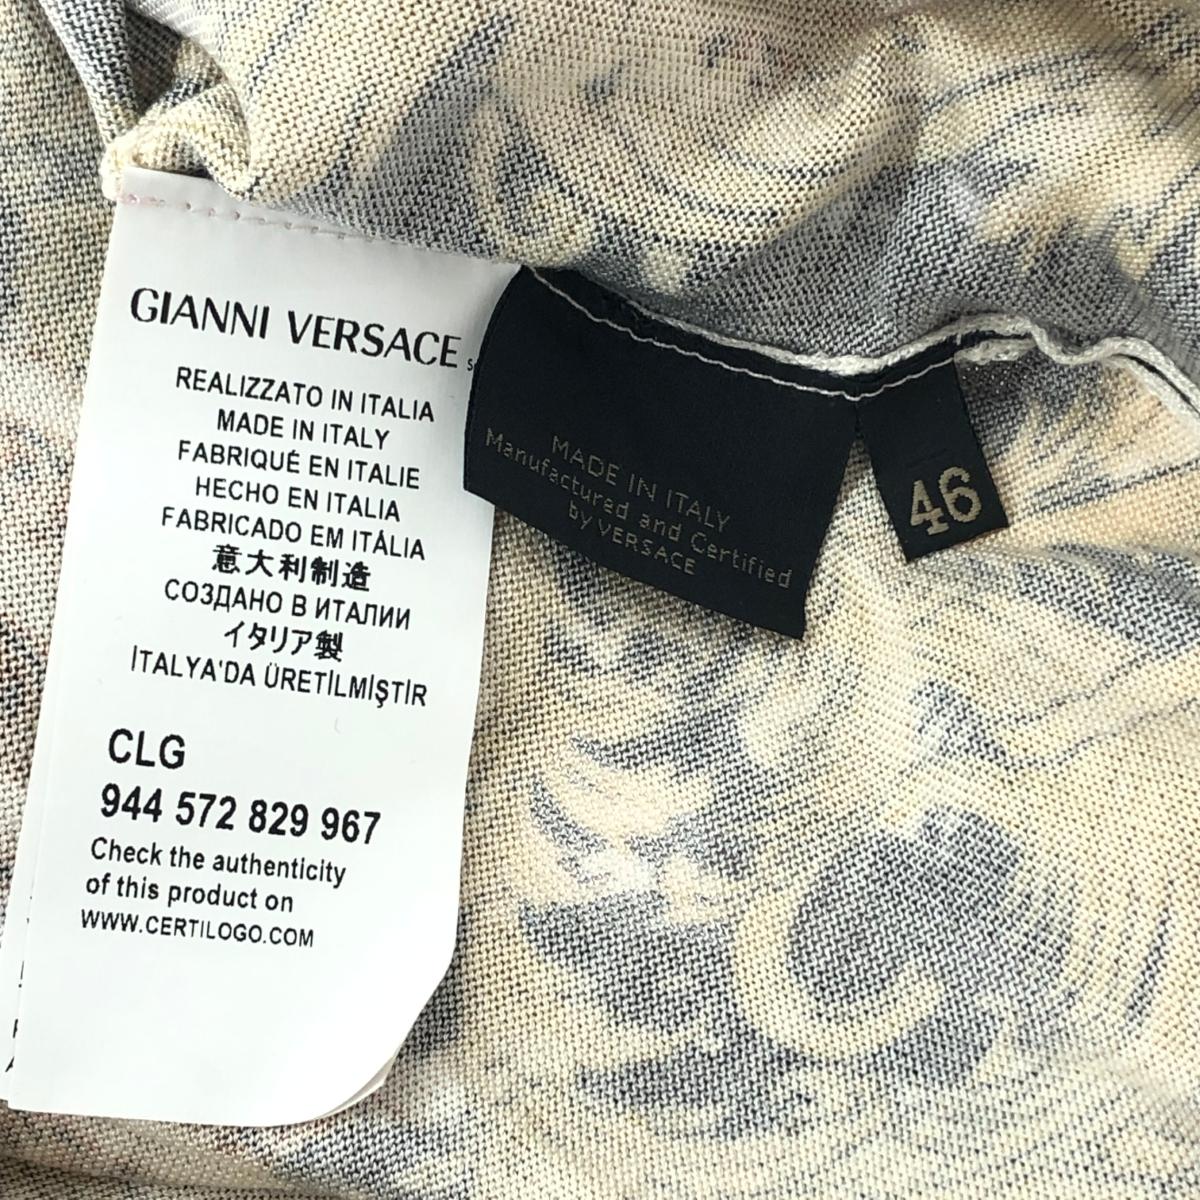 GIANNI VERSACE
REALIZZATO IN ITALIA
MADE IN ITALY
FABRIQUÉ EN ITALIE
HECHO EN ITALIA
FABRICADO EM ITÁLIA
意大利制造
СОЗДАНО В ИТАЛИИ
イタリア製
İTALYA'DA ÜRETİLMİŞTİR
CLG
944 572 829 967
Check the authenticity
of this product on
WWW.CERTILOGO.COM
MADE IN ITALY
Manufactured and Certified
by VERSACE
46